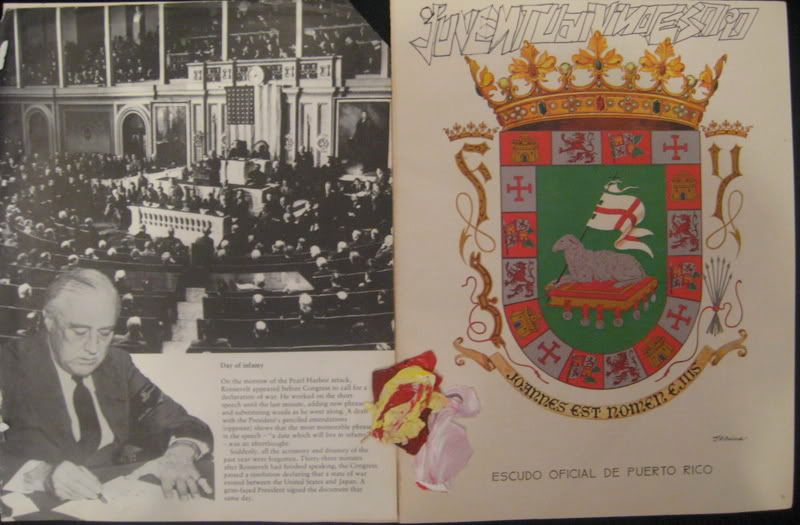 Day of infamy
On the morrow of the Pearl Harbor attack,
Roosevelt appeared before Congress to call for a
declaration of war. He worked on the short
speech until the last minute, adding new phrases
and substituting words as he went along. A draft
with the President's penciled emendations
(opposite) shows that the most memorable phrase
in the speech – "a date which will live in infamy"
– was an afterthought.
Suddenly, all the acrimony and disunity of the
past year were forgotten. Thirty-three minutes
after Roosevelt had finished speaking, the Congress
passed a resolution declaring that a state of war
existed between the United States and Japan. A
grim-faced President signed the document that
same day.
JUVENTUDIVINOTESORO
F Y
JOANNES EST NOMEN EJUS
ESCUDO OFICIAL DE PUERTO RICO